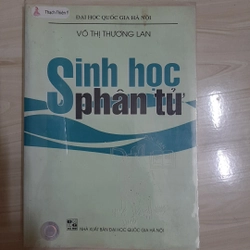 ĐẠI HỌC QUỐC GIA HÀ NỘI
VÕ THỊ THƯƠNG LAN
Sinh học
phân tử
NHÀ XUẤT BẢN ĐẠI HỌC QUỐC GIA HÀ NỘI